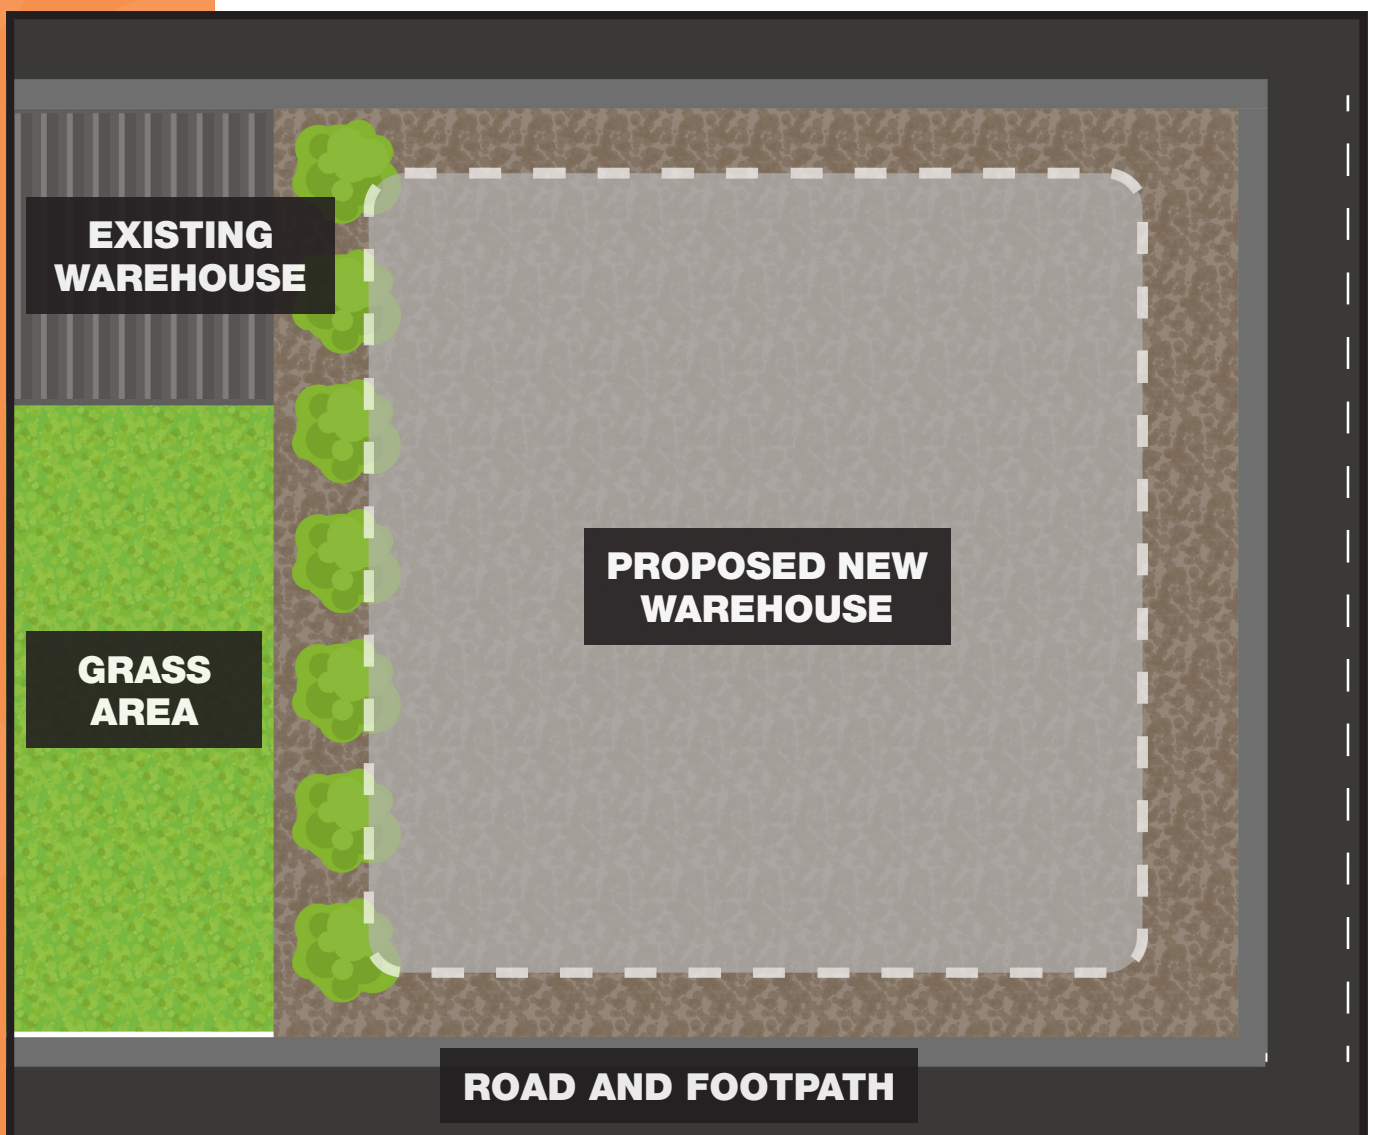 EXISTING
WAREHOUSE
PROPOSED NEW
WAREHOUSE
GRASS
AREA
ROAD AND FOOTPATH